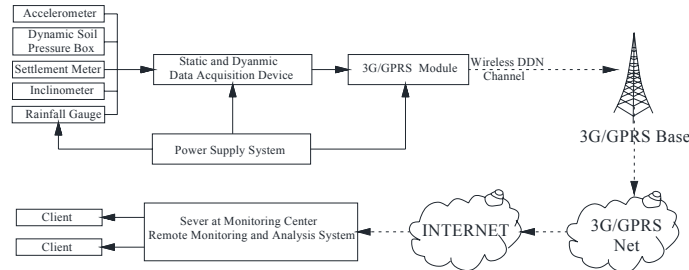 Accelerometer
Dynamic Soil
Pressure Box
Settlement Meter
Inclinometer
Rainfall Gauge
Static and Dyanmic
Data Acquisition Device
3G/GPRS Module
Wireless DDN
Channel
3G/GPRS Base
Power Supply System
Client
Client
Sever at Monitoring Center
Remote Monitoring and Analysis System
INTERNET
3G/GPRS
Net